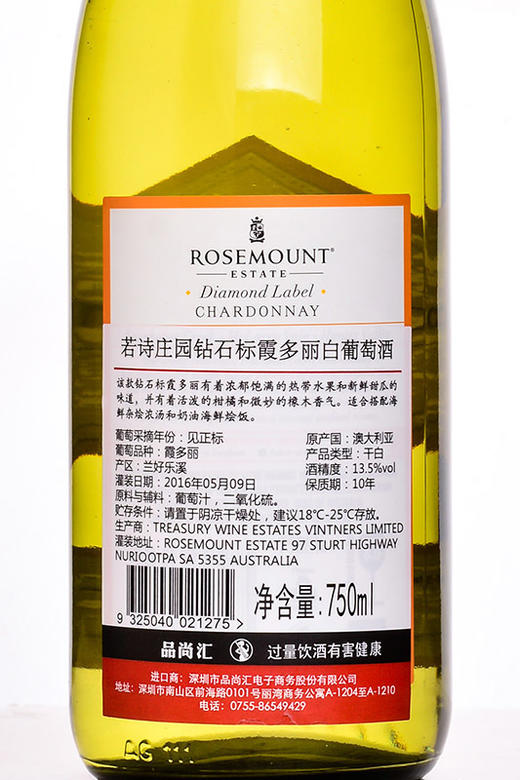 ROSEMOUNT®
ESTATE
Diamond Label
CHARDONNAY
若诗庄园钻石标霞多丽白葡萄酒
该款钻石标霞多丽有着浓郁饱满的热带水果和新鲜甜瓜的
味道，并有着活泼的柑橘和微妙的橡木香气。适合搭配海
鲜杂烩浓汤和奶油海鲜烩饭。
葡萄采摘年份：见正标 原产国：澳大利亚
葡萄品种：霞多丽 产品类型：干白
产区：兰好乐溪 酒精度：13.5%vol
灌装日期：2016年05月09日 保质期：10年
原料与辅料：葡萄汁，二氧化硫。
贮存条件：请置于阴凉干燥处，建议18℃-25℃存放。
生产商：TREASURY WINE ESTATES VINTNERS LIMITED
灌装地址：ROSEMOUNT ESTATE 97 STURT HIGHWAY
NURIOOTPA SA 5355 AUSTRALIA
净含量:750ml
9 325040 021275 >
品尚汇 过量饮酒有害健康
进口商：深圳市品尚汇电子商务股份有限公司
地址：深圳市南山区前海路0101号丽湾商务公寓A-1204至A-1210
电话：0755-86549429
AG 111